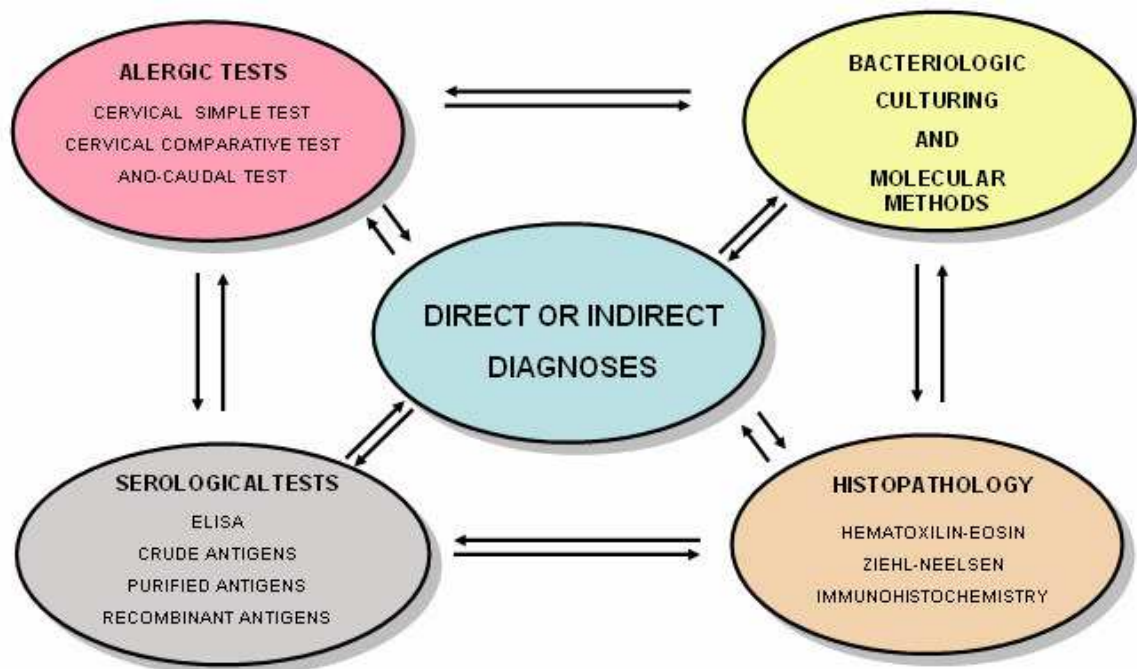 ALERGIC TESTS
CERVICAL SIMPLE TEST
CERVICAL COMPARATIVE TEST
ANO-CAUDAL TEST
BACTERIOLOGIC
CULTURING
AND
MOLECULAR
METHODS
DIRECT OR INDIRECT
DIAGNOSES
SEROLOGICALTESTS
ELISA
CRUDE ANTIGENS
PURIFIED ANTIGENS
RECOMBINANT ANTIGENS
HISTOPATHOLOGY
HEMATOXILIN-EOSIN
ZIEHL-NEELSEN
IMMUNOHISTOCHEMISTRY